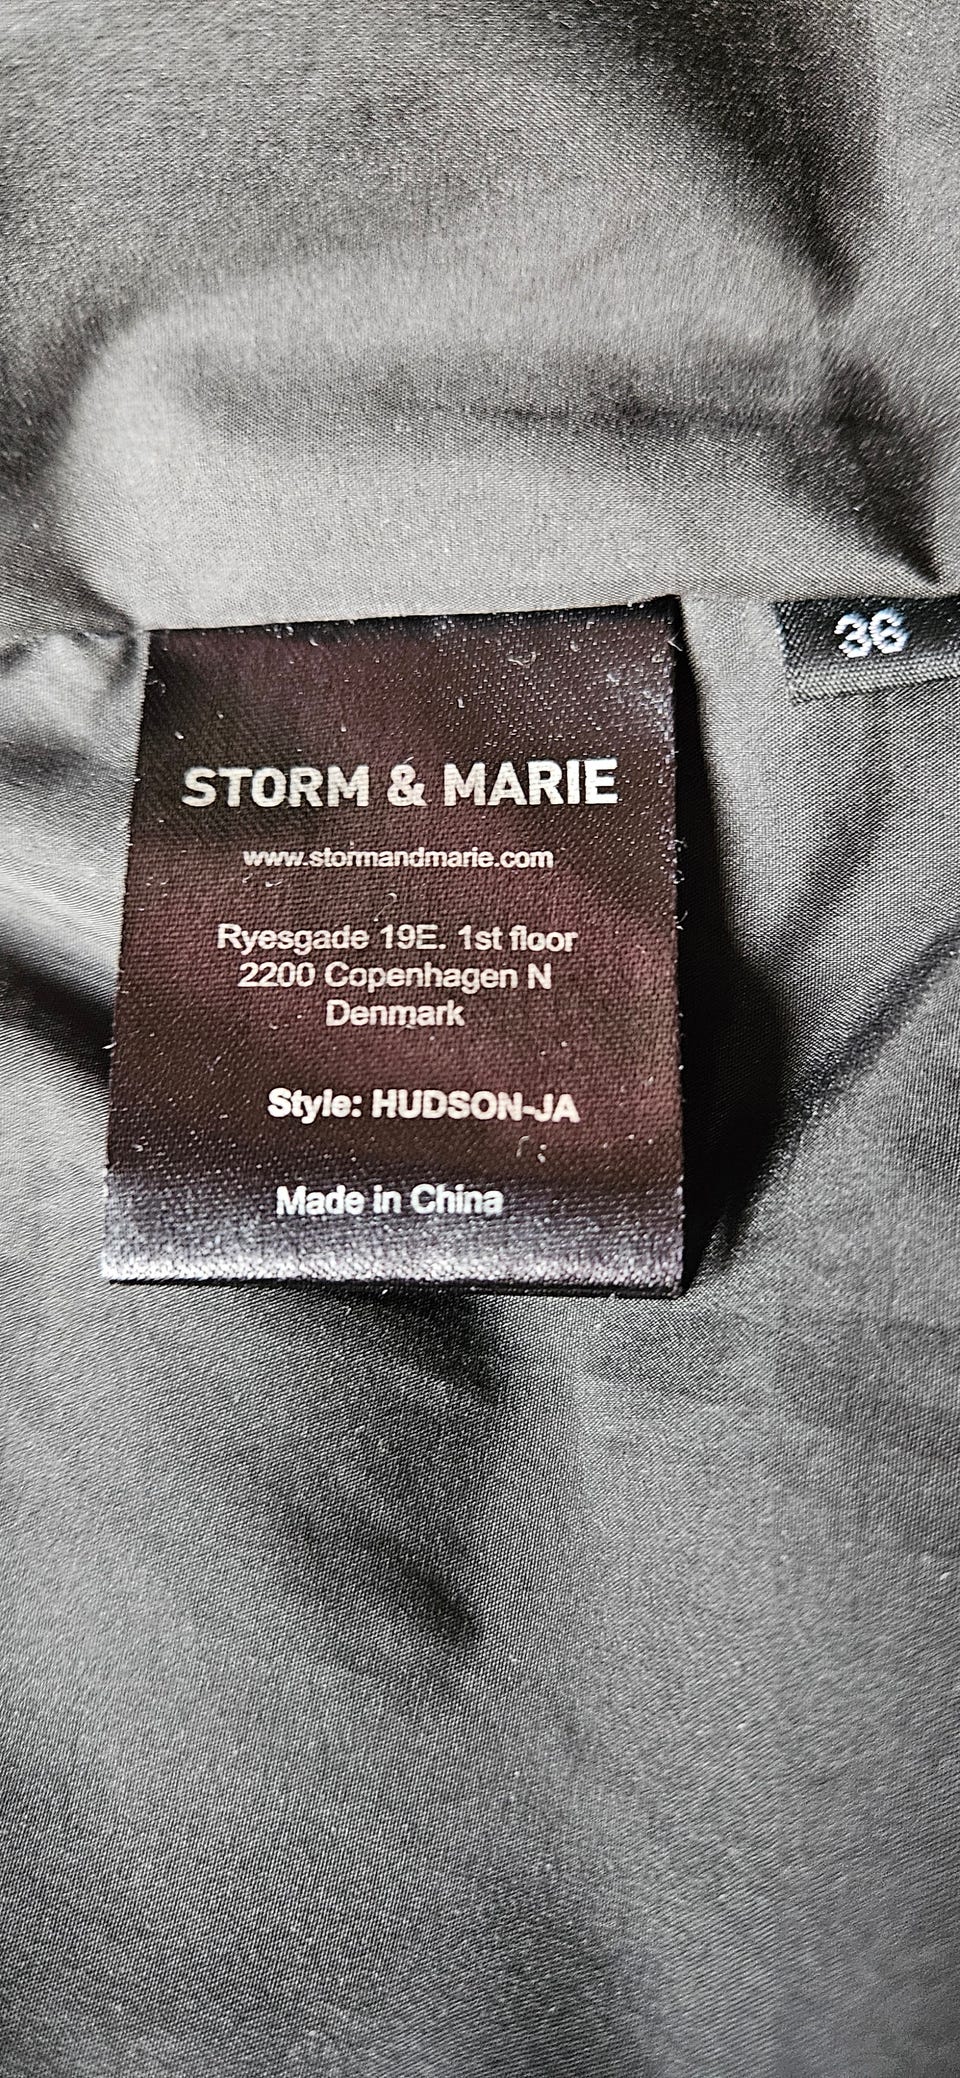 36
STORM & MARIE
www.stormandmarie.com
Ryesgade 19E. 1st floor
2200 Copenhagen N
Denmark
Style: HUDSON-JA
Made in China